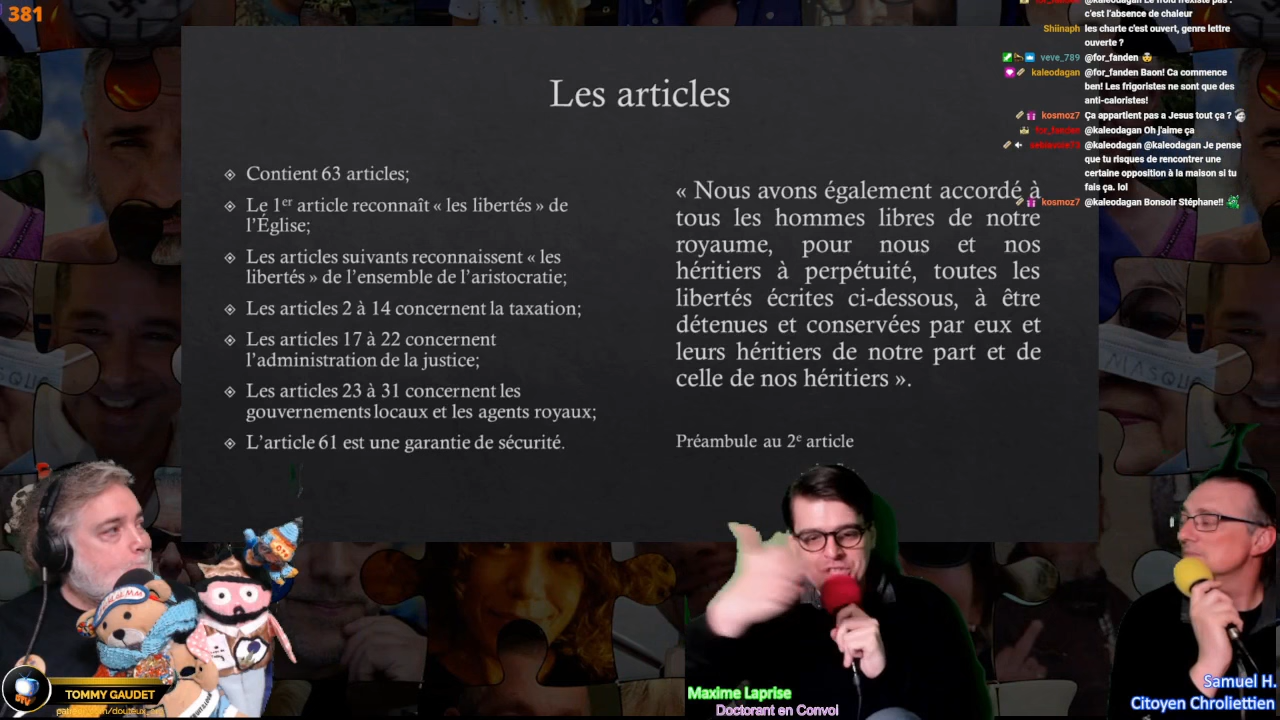 381
Les articles
Contient 63 articles;
Le 1er article reconnaît « les libertés » de
l'Église;
Les articles suivants reconnaissent « les
libertés » de l'ensemble de l'aristocratie;
Les articles 2 à 14 concernent la taxation;
Les articles 17 à 22 concernent
l'administration de la justice;
Les articles 23 à 31 concernent les
gouvernements locaux et les agents royaux;
L'article 61 est une garantie de sécurité.
« Nous avons également accordé à
tous les hommes libres de notre
royaume, pour nous et nos
héritiers à perpétuité, toutes les
libertés écrites ci-dessous, à être
détenues et conservées par eux et
leurs héritiers de notre part et de
celle de nos héritiers ».
Préambule au 2e article
c'est l'absence de chaleur
Shiinaph les charte c'est ouvert, genre lettre
ouverte ?
veve_789 @for_fanden
kaleodagan @for_fanden Baon! Ca commence
ben! Les frigoristes ne sont que des
anti-caloristes!
kosmoz7 Ça appartient pas a Jesus tout ça ?
for_fanden @kaleodagan Oh j'aime ça
@kaleodagan @kaleodagan Je pense
que tu risques de rencontrer une
certaine opposition à la maison si tu
fais ça. lol
kosmoz7 @kaleodagan Bonsoir Stéphane!!
TOMMY GAUDET
Maxime Laprise
Doctorant en Convoi
Samuel H.
Citoyen Chroliettien